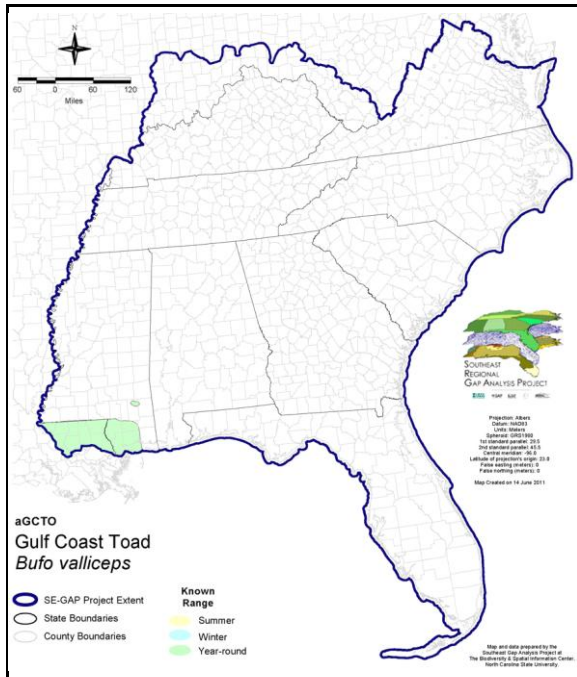 N
60 0 60 120
Miles
SOUTHEAST
REGIONAL
GAP ANALYSIS PROJECT
Projection: Albers
Datum: NAD83
Units: Meters
Spheroid: GRS1980
1st standard parallel: 29.5
2nd standard parallel: 45.5
Central meridian: -96.0
Latitude of projection's origin: 23.0
False easting (meters): 0
False northing (meters): 0
Map Created on 14 June 2011
aGCTO
Gulf Coast Toad
Bufo valliceps
SE-GAP Project Extent
State Boundaries
County Boundaries
Known
Range
Summer
Winter
Year-round
Map and data prepared by the
Southeast Gap Analysis Project at
The Biodiversity & Spatial Information Center,
North Carolina State University.